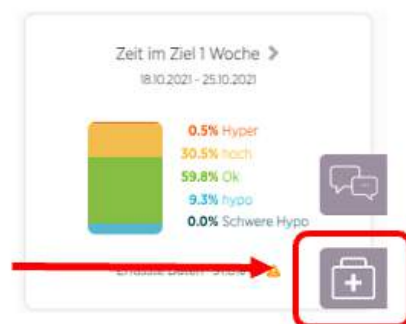 Zeit im Ziel 1 Woche >
18.10.2021 - 25.10.2021
0.5% Hyper
30.5% hoch
59.8% Ok
9.3% hypo
0.0% Schwere Hypo
Daten